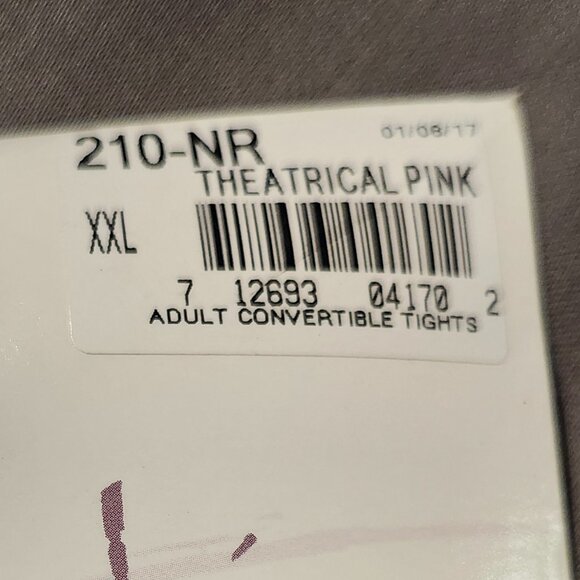 01/08/17
210-NR
THEATRICAL PINK
XXL
7 12693 04170 2
ADULT CONVERTIBLE TIGHTS